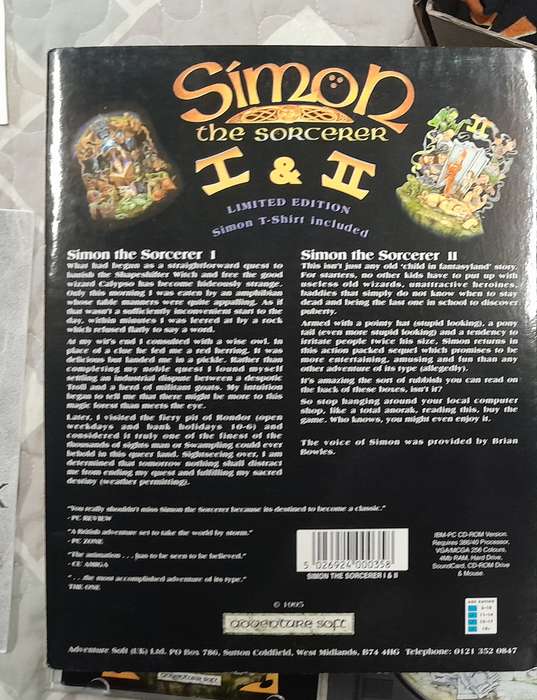 Simon
the SORCERER
I & II
LIMITED EDITION
Simon T-Shirt included
Simon the Sorcerer I
What had begun as a straightforward quest to
banish the Shapeshifter Witch and free the good
wizard Calypso has become hideously strange.
Only this morning I was eaten by an amphibian
whose table manners were quite appalling. As if
that wasn't a sufficiently inconvenient start to the
day, within minutes I was leered at by a rock
which refused flatly to say a word.
At my wit's end I consulted with a wise owl. In
place of a clue he fed me a red herring. It was
delicious but landed me in a pickle. Rather than
completing my noble quest I found myself
settling an industrial dispute between a despotic
Troll and a herd of militant goats. My intuition
began to tell me that there might be more to this
magic forest than meets the eye.
Later, I visited the fiery pit of Rondor (open
weekdays and bank holidays 10-6) and
considered it truly one of the finest of the
thousands of sights man or Swampling could ever
behold in this queer land. Sightseeing over, I am
determined that tomorrow nothing shall distract
me from ending my quest and fulfilling my sacred
destiny (weather permitting).
Simon the Sorcerer II
This isn't just any old 'child in fantasyland' story.
For starters, no other kids have to put up with
useless old wizards, unattractive heroines,
baddies that simply do not know when to stay
dead and being the last one in school to discover
puberty.
Armed with a pointy hat (stupid looking), a pony
tail (even more stupid looking) and a tendency to
irritate people twice his size, Simon returns in
this action packed sequel which promises to be
more entertaining, amusing and fun than any
other adventure of its type (allegedly).
It's amazing the sort of rubbish you can read on
the back of these boxes, isn't it?
So stop hanging around your local computer
shop, like a total anorak, reading this, buy the
game. Who knows, you might even enjoy it.
The voice of Simon was provided by Brian
Bowles.
"You really shouldn't miss Simon the Sorcerer because its destined to become a classic."
- PC REVIEW
"A British adventure set to take the world by storm."
- PC ZONE
"The animation . . . has to be seen to be believed."
- CU AMIGA
". . . the most accomplished adventure of its type."
THE ONE
5 026924 000358
SIMON THE SORCERER I & II
IBM-PC CD-ROM Version.
Requires 386/40 Processor,
VGA/MCGA 256 Colours,
4Mb RAM, Hard Drive,
SoundCard, CD-ROM Drive
& Mouse.
© 1995
ADVENTURE SOFT
Adventure Soft (UK) Ltd. PO Box 786, Sutton Coldfield, West Midlands, B74 4HG Telephone: 0121 352 0847
ADVENTURE SOFT